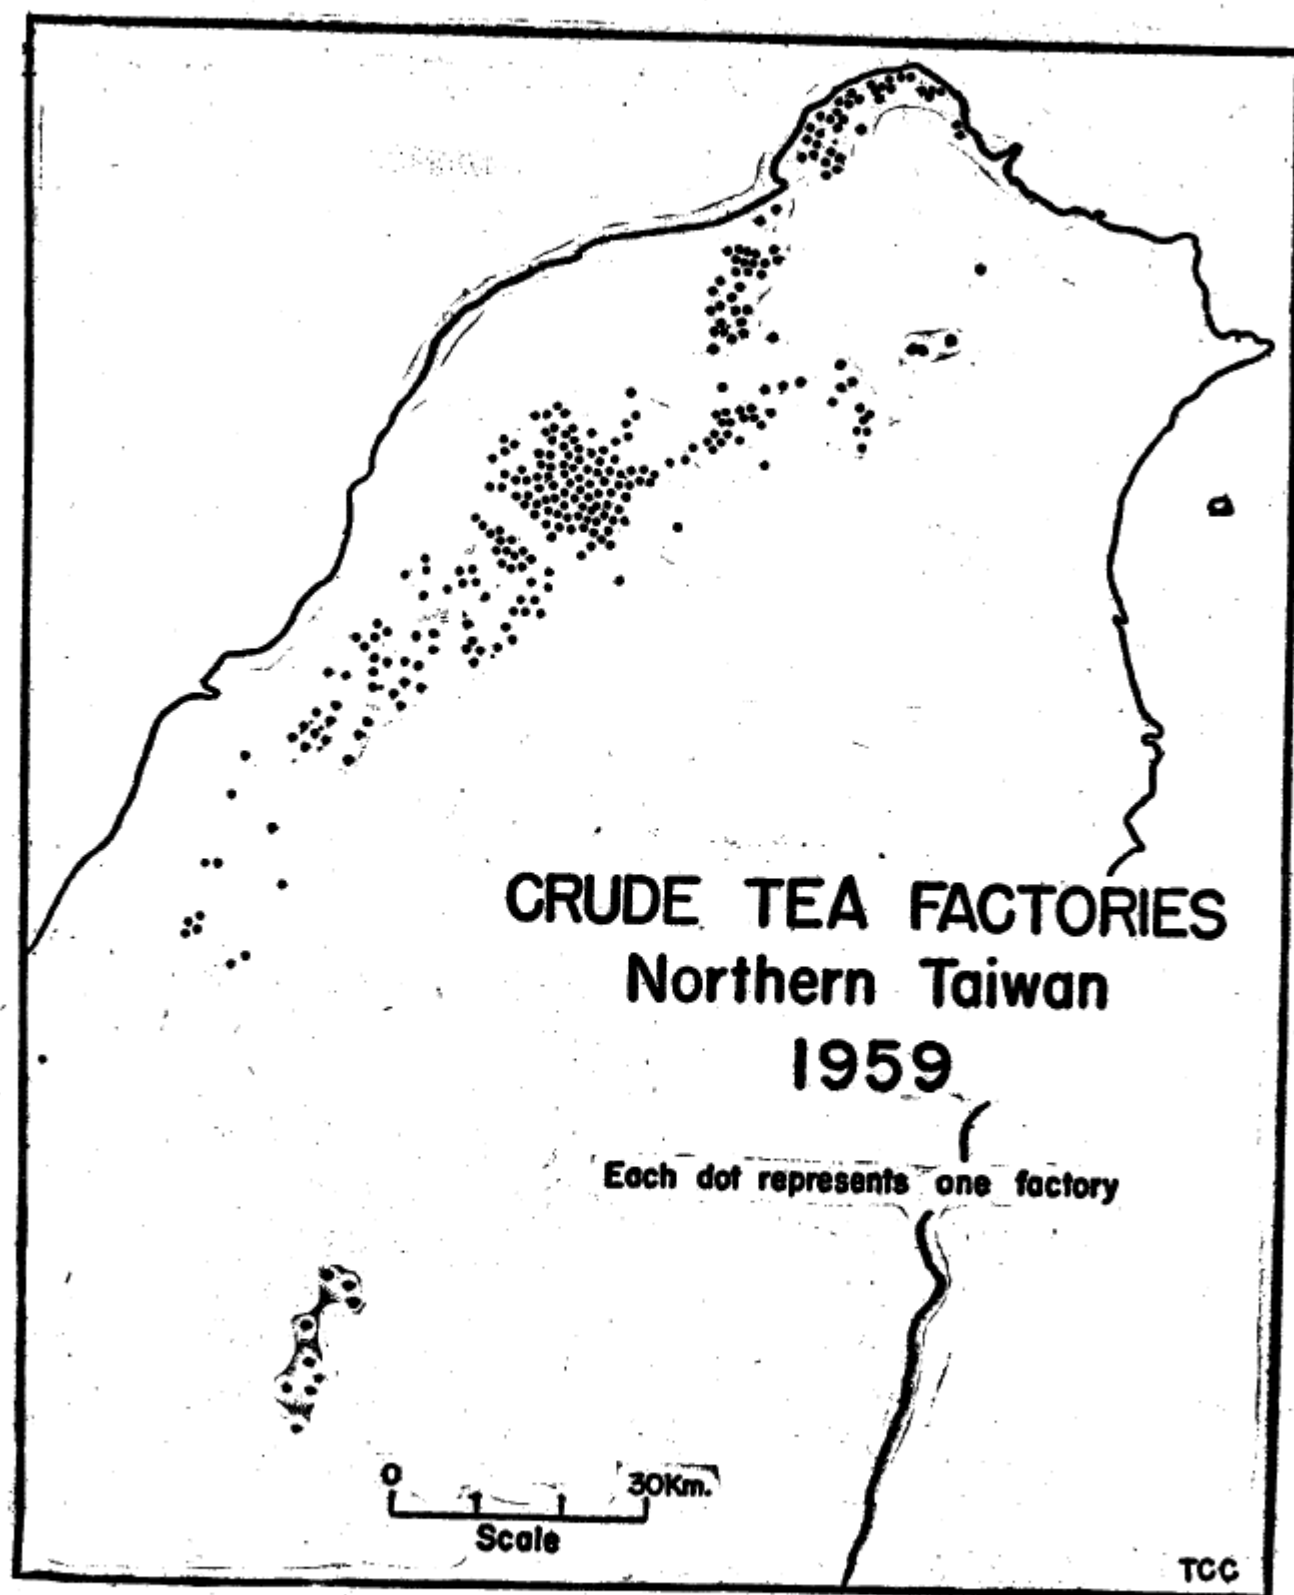 CRUDE TEA FACTORIES
Northern Taiwan
1959
Each dot represents one factory
0 30Km.
Scale
TCC